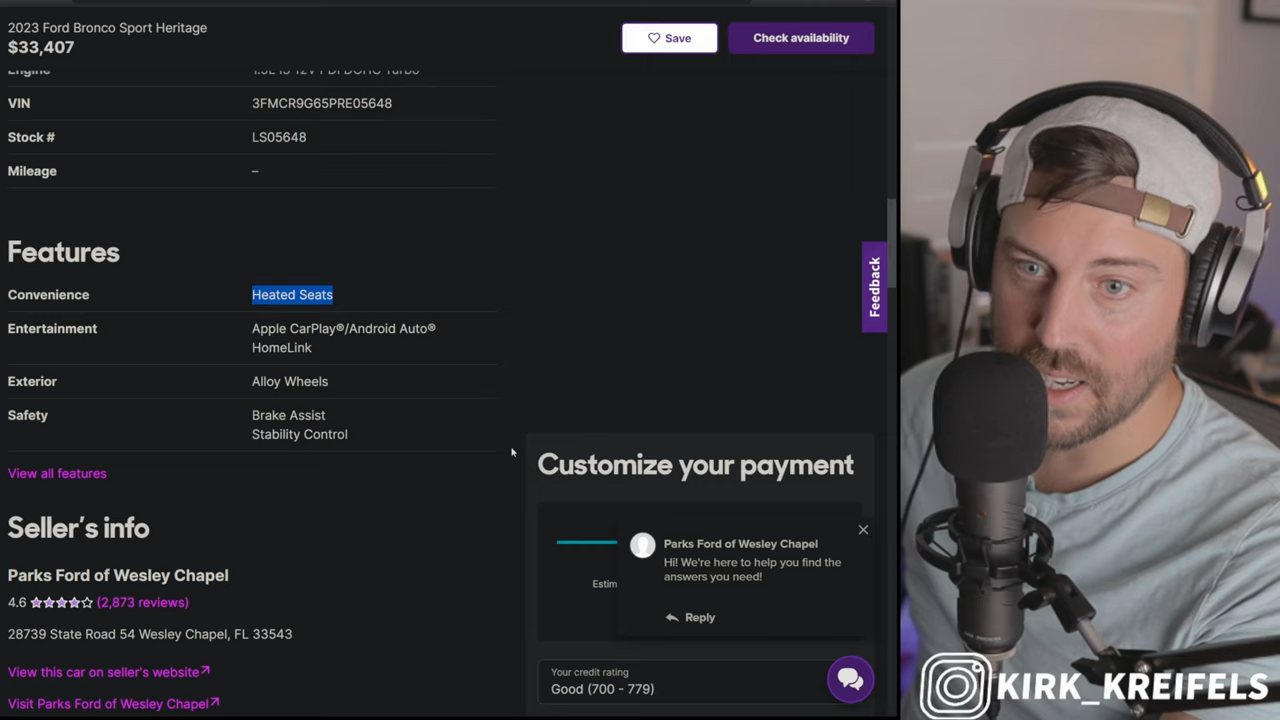 2023 Ford Bronco Sport Heritage
$33,407
Save
Check availability
Engine
VIN 3FMCR9G65PRE05648
Stock # LS05648
Mileage –
Features
Convenience Heated Seats
Entertainment Apple CarPlay®/Android Auto®
HomeLink
Exterior Alloy Wheels
Safety Brake Assist
Stability Control
View all features
Seller's info
Parks Ford of Wesley Chapel
4.6 (2,873 reviews)
28739 State Road 54 Wesley Chapel, FL 33543
View this car on seller's website
Visit Parks Ford of Wesley Chapel
Feedback
Customize your payment
Estim
Parks Ford of Wesley Chapel
Hi! We're here to help you find the
answers you need!
Reply
Your credit rating
Good (700 - 779)
KIRK_KREIFELS